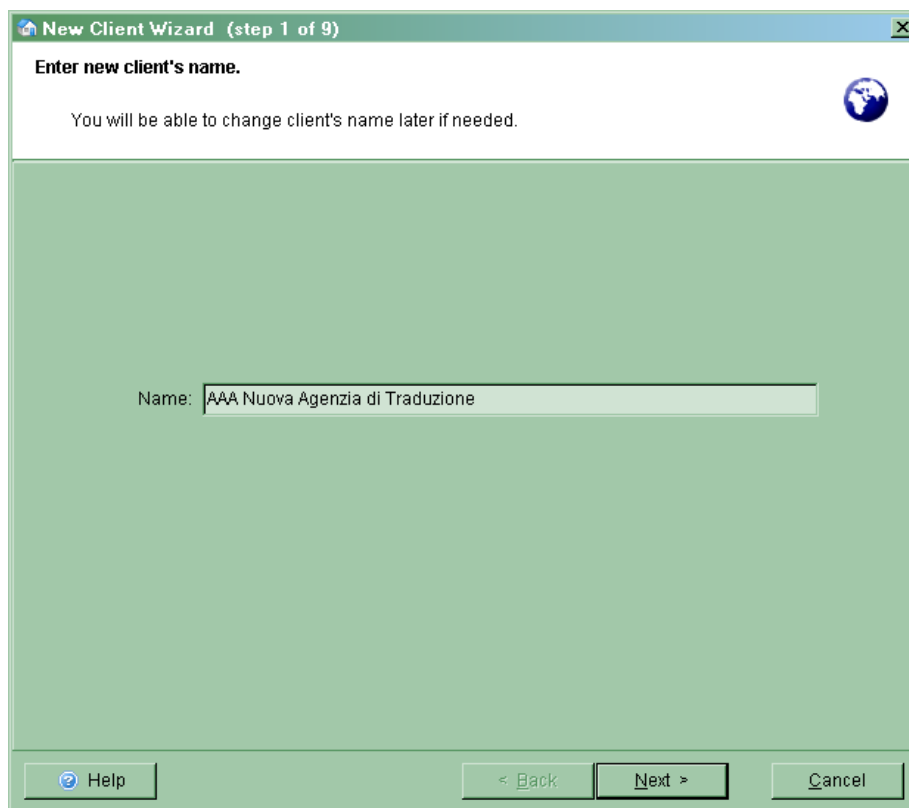 New Client Wizard (step 1 of 9)
Enter new client's name.
You will be able to change client's name later if needed.
Name: AAA Nuova Agenzia di Traduzione
Help < Back Next > Cancel